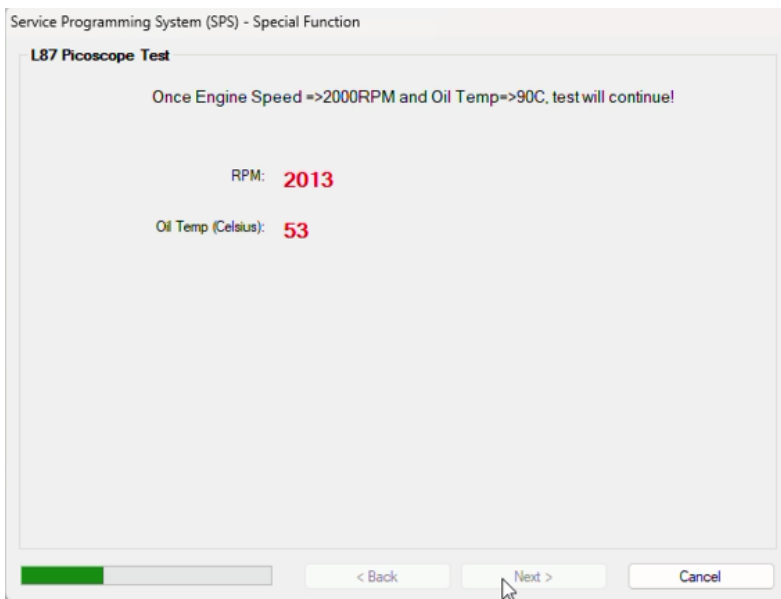 Service Programming System (SPS) - Special Function
L87 Picoscope Test
Once Engine Speed =>2000RPM and Oil Temp=>90C, test will continue!
RPM: 2013
Oil Temp (Celsius): 53
< Back Next > Cancel